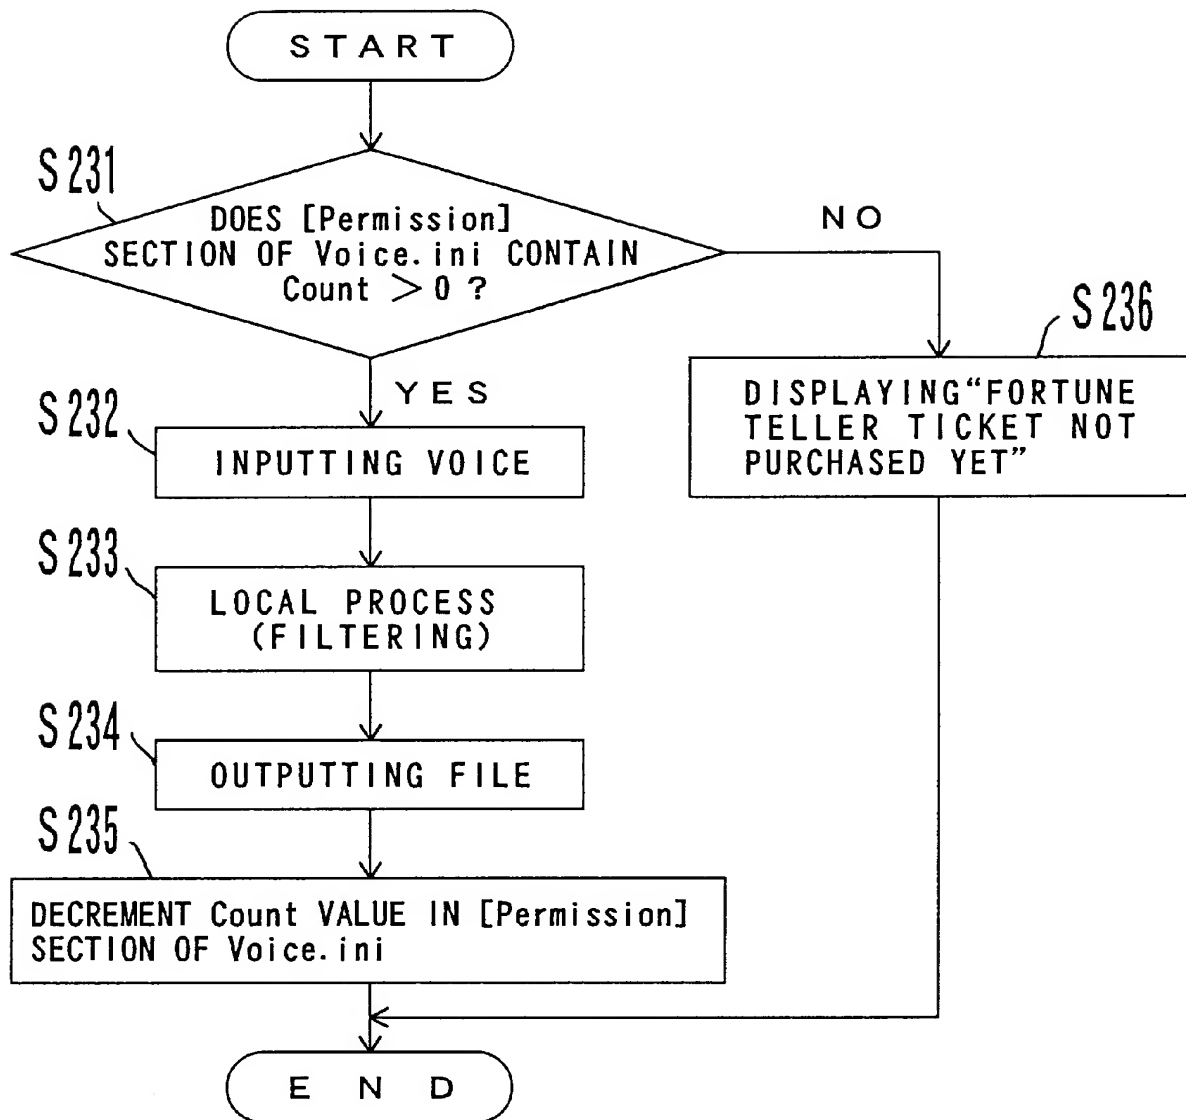 START
S231
DOES [Permission]
SECTION OF Voice.ini CONTAIN
Count > 0 ?
NO
YES
S236
DISPLAYING “FORTUNE
TELLER TICKET NOT
PURCHASED YET”
S232
INPUTTING VOICE
S233
LOCAL PROCESS
(FILTERING)
S234
OUTPUTTING FILE
S235
DECREMENT Count VALUE IN [Permission]
SECTION OF Voice.ini
END